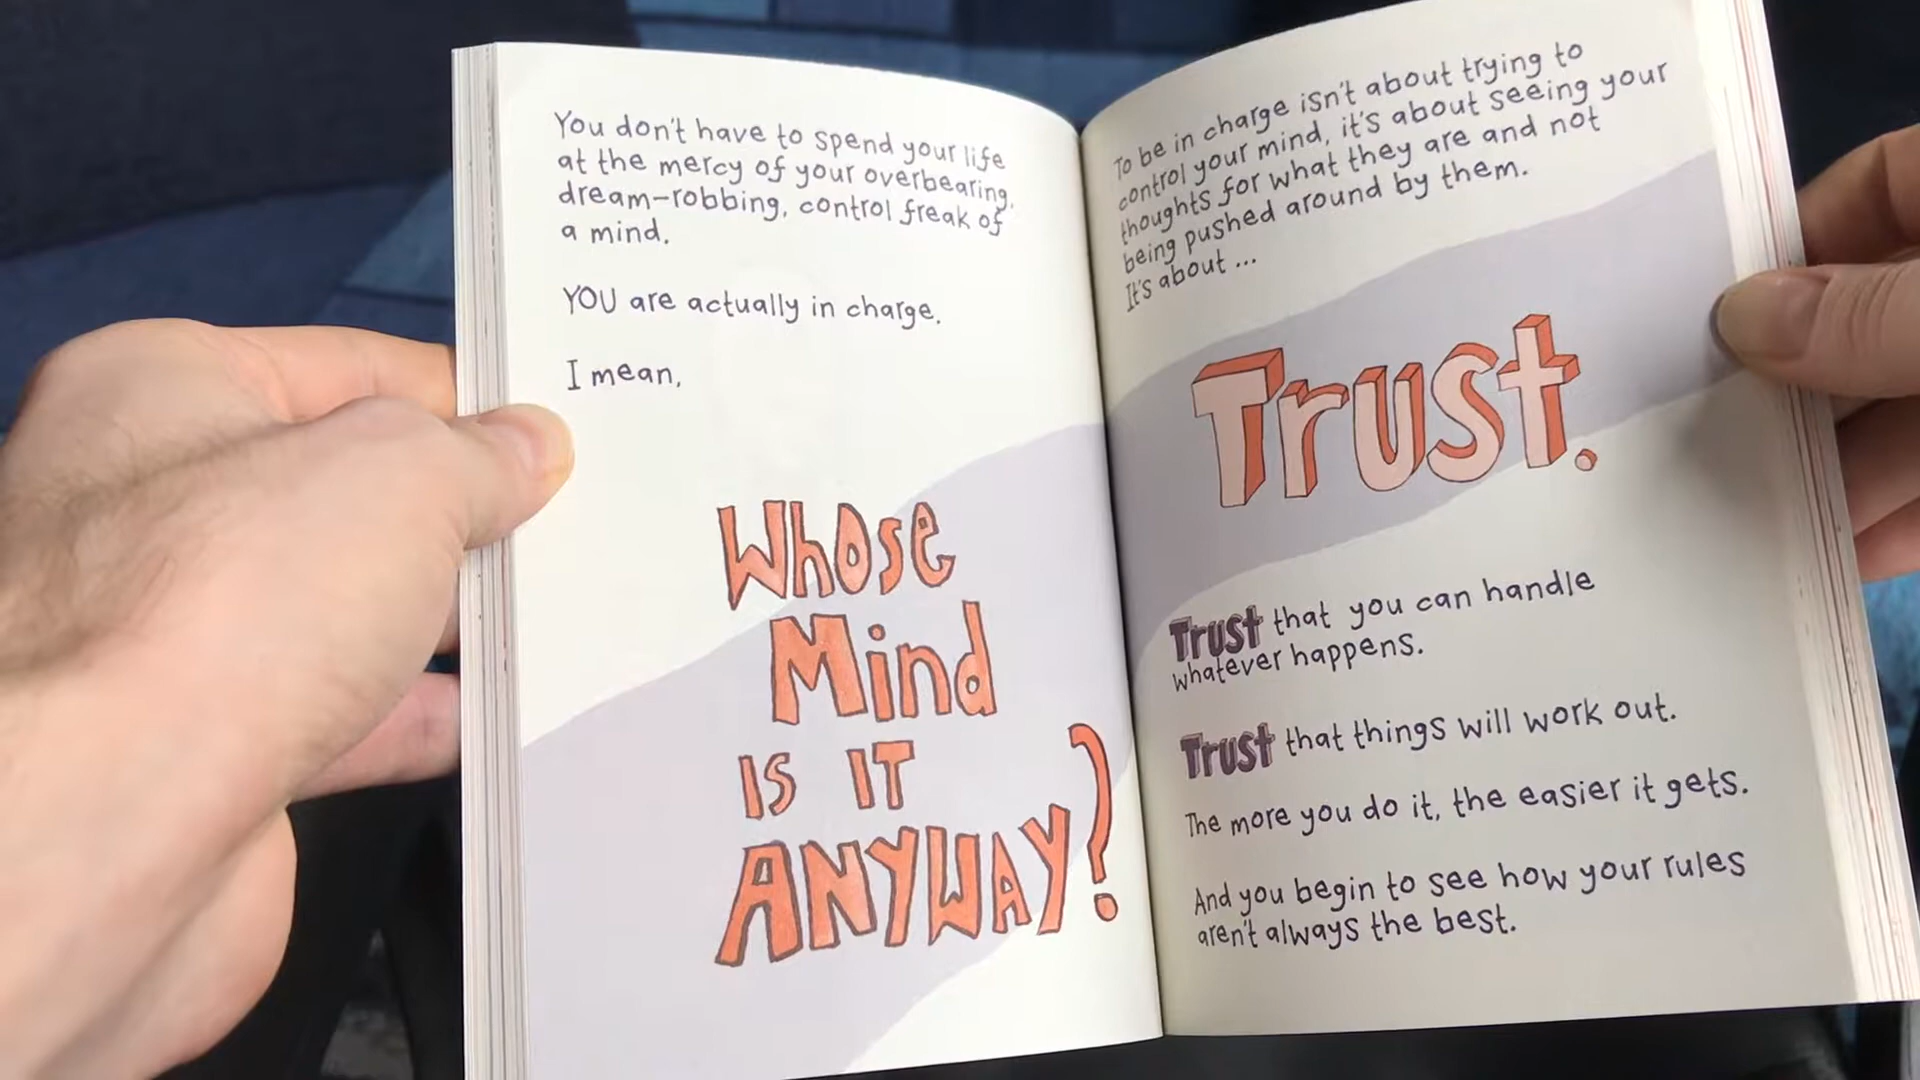 You don't have to spend your life
at the mercy of your overbearing,
dream-robbing, control freak of
a mind.
YOU are actually in charge.
I mean,
Whose
Mind
IS IT
ANYWAY?
To be in charge isn't about trying to
control your mind, it's about seeing your
thoughts for what they are and not
being pushed around by them.
It's about ...
Trust.
Trust that you can handle
whatever happens.
Trust that things will work out.
The more you do it, the easier it gets.
And you begin to see how your rules
aren't always the best.